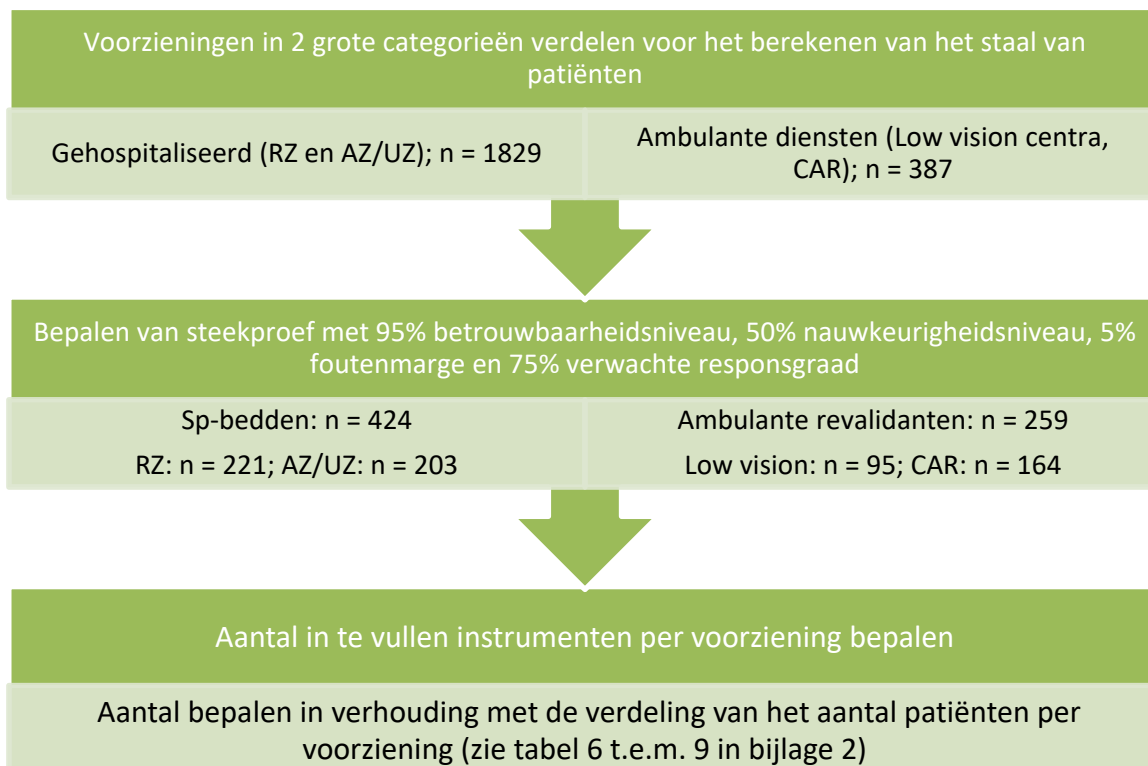 Voorzieningen in 2 grote categorieën verdelen voor het berekenen van het staal van
patiënten
Gehospitaliseerd (RZ en AZ/UZ); n = 1829
Ambulante diensten (Low vision centra,
CAR); n = 387
Bepalen van steekproef met 95% betrouwbaarheidsniveau, 50% nauwkeurigheidsniveau, 5%
foutenmarge en 75% verwachte responsgraad
Sp-bedden: n = 424
RZ: n = 221; AZ/UZ: n = 203
Ambulante revalidanten: n = 259
Low vision: n = 95; CAR: n = 164
Aantal in te vullen instrumenten per voorziening bepalen
Aantal bepalen in verhouding met de verdeling van het aantal patiënten per
voorziening (zie tabel 6 t.e.m. 9 in bijlage 2)